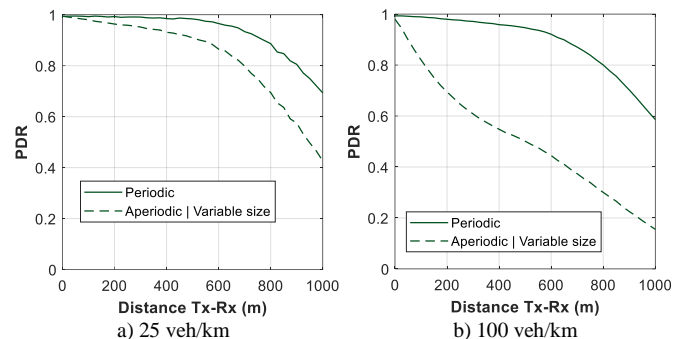 1
0.8
0.6
0.4
0.2
0
PDR
Periodic
Aperiodic | Variable size
0 200 400 600 800 1000
Distance Tx-Rx (m)
a) 25 veh/km
1
0.8
0.6
0.4
0.2
0
PDR
Periodic
Aperiodic | Variable size
0 200 400 600 800 1000
Distance Tx-Rx (m)
b) 100 veh/km